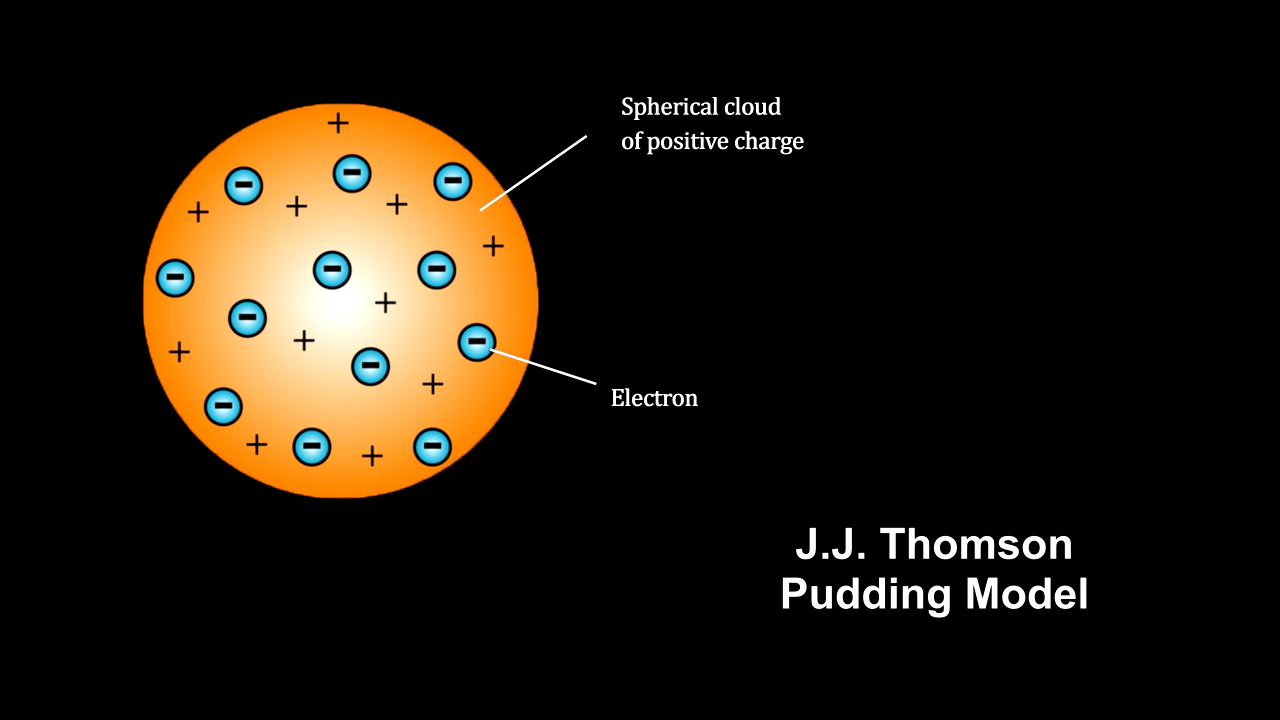 Spherical cloud
of positive charge
Electron
J.J. Thomson
Pudding Model